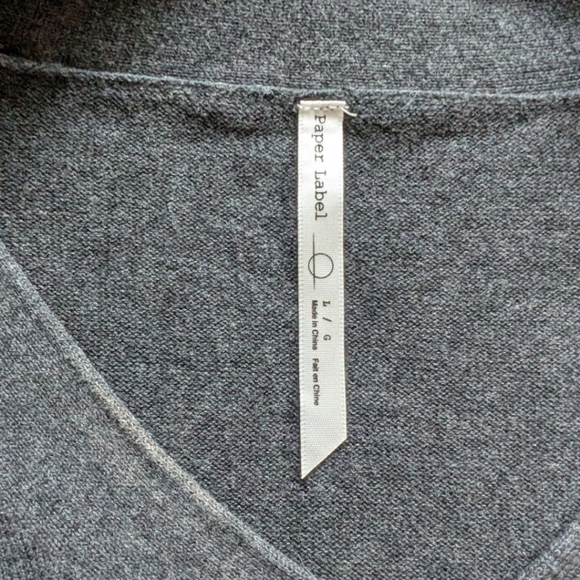 Paper Label
L / G
Made in China Fait en Chine